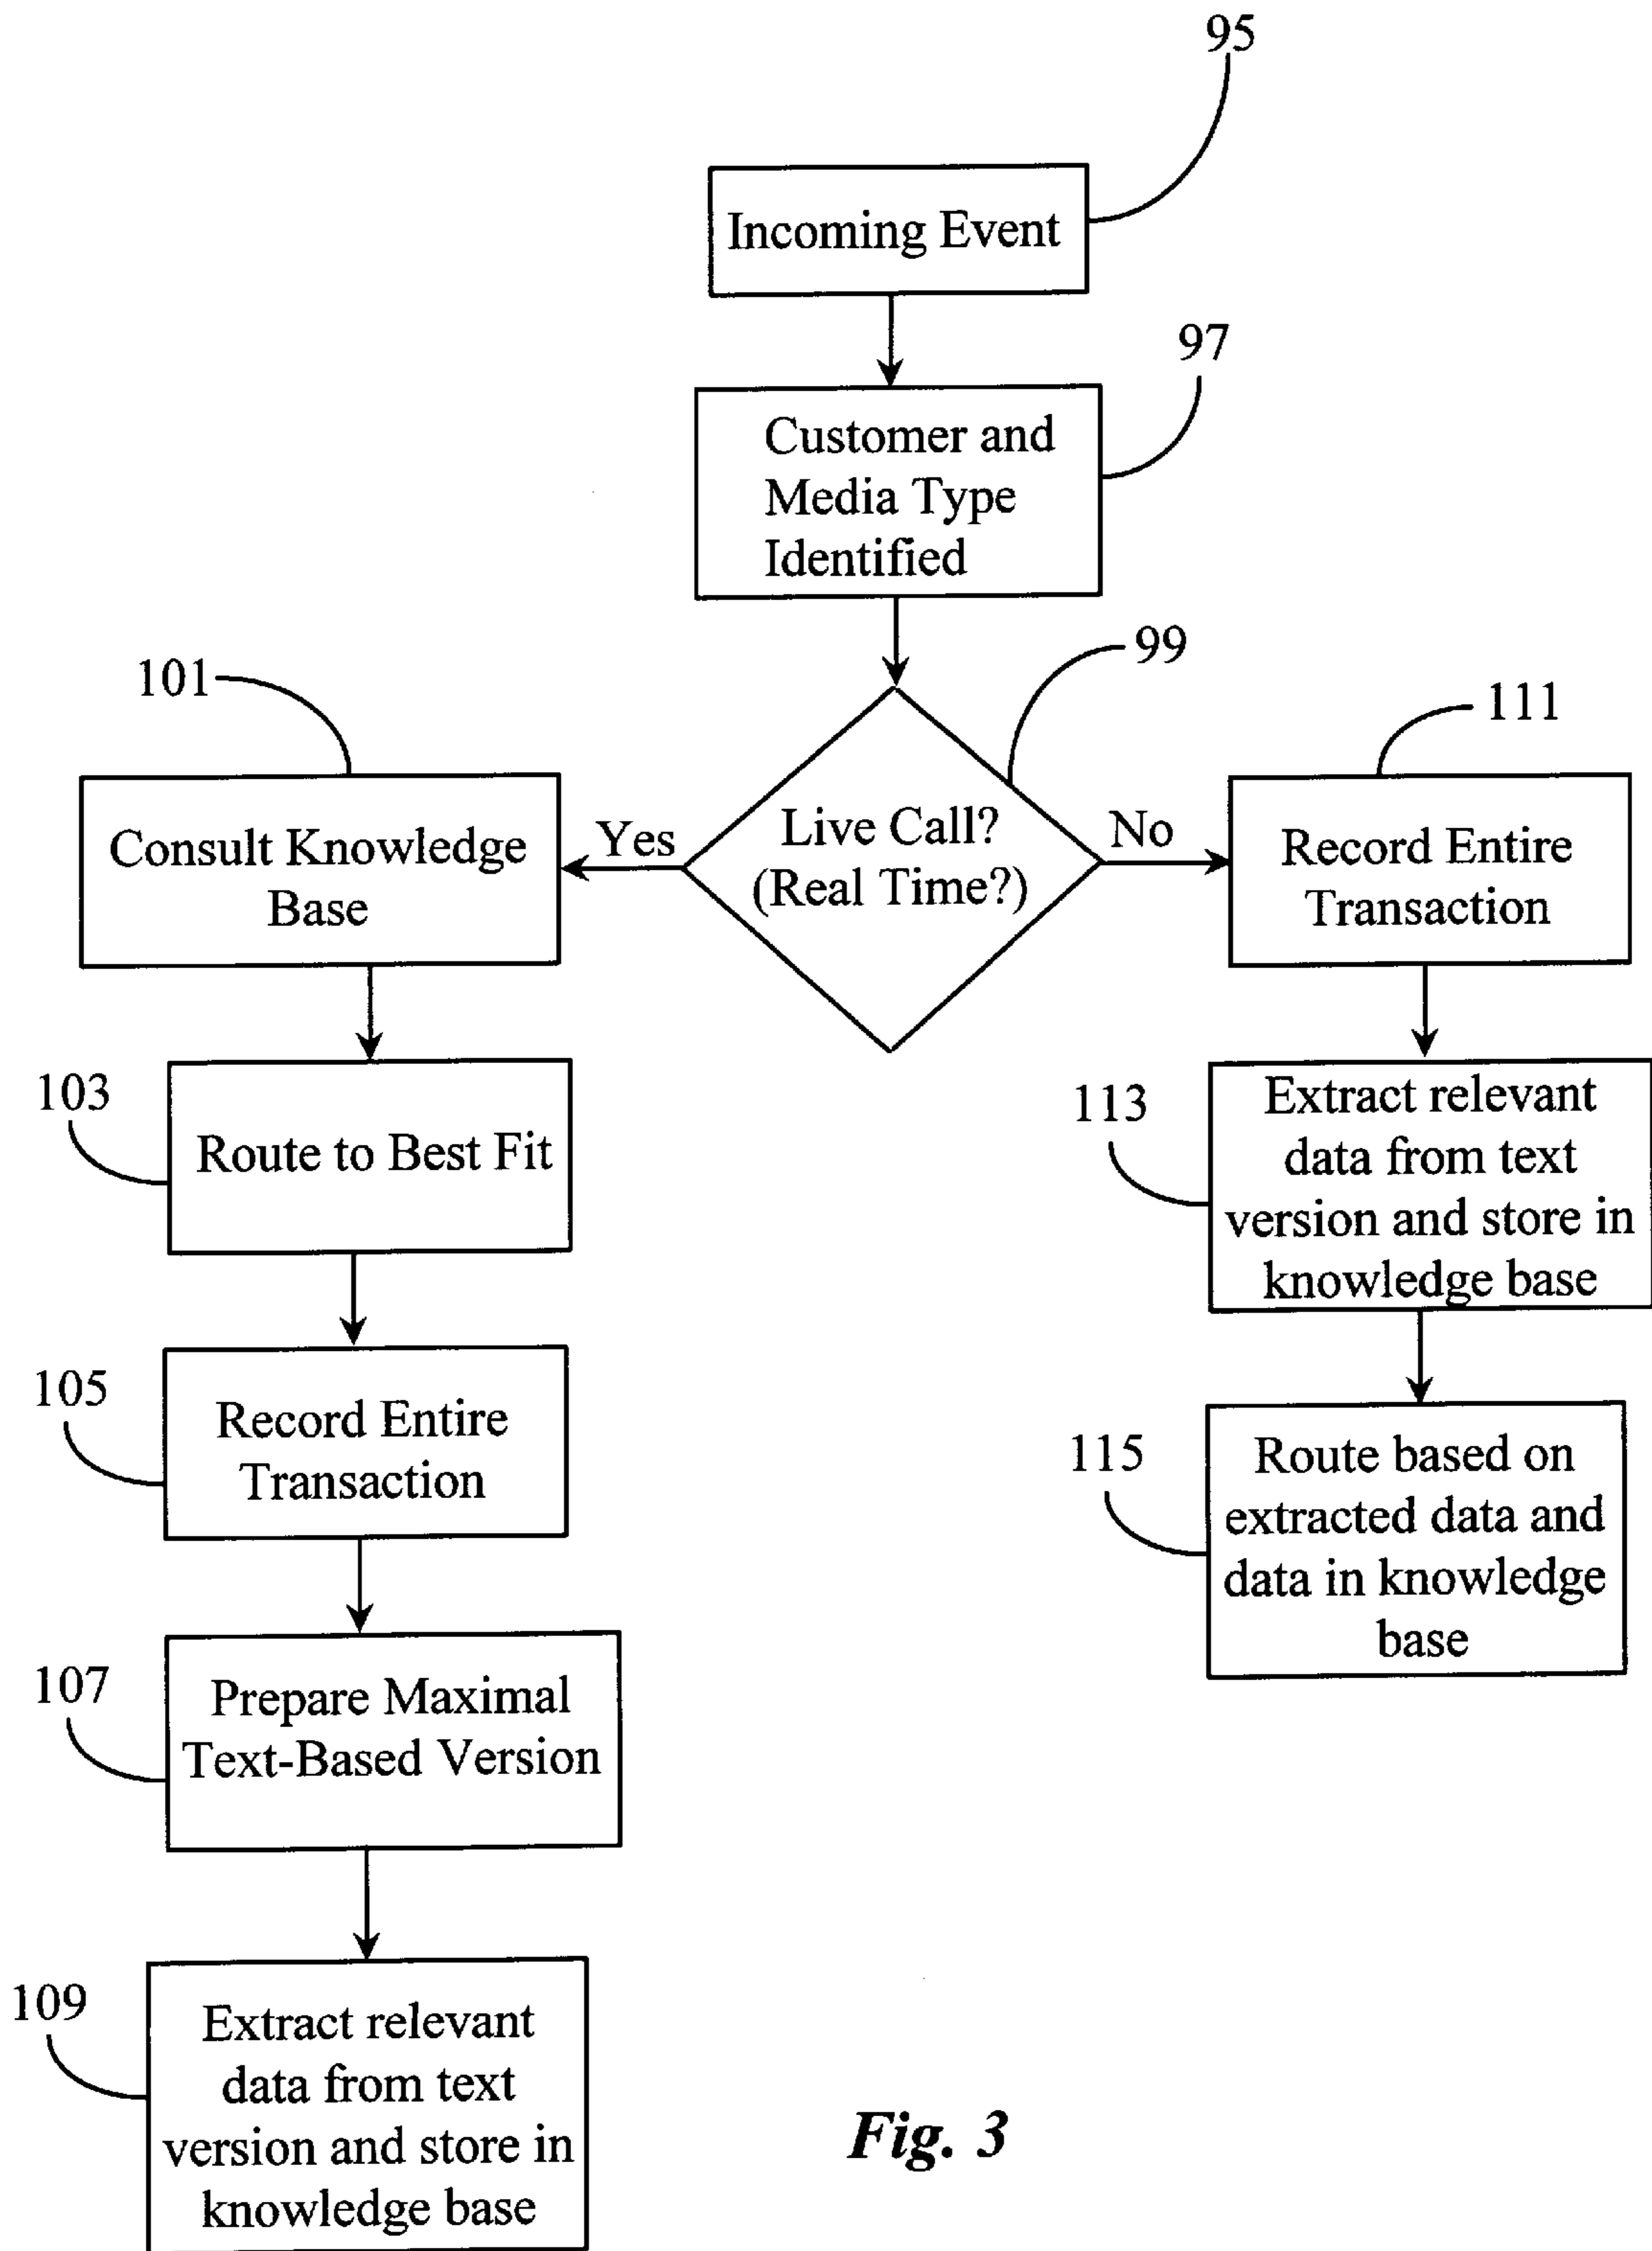 95
Incoming Event
97
Customer and
Media Type
Identified
99
Live Call?
(Real Time?)
Yes
No
101
Consult Knowledge
Base
103
Route to Best Fit
105
Record Entire
Transaction
107
Prepare Maximal
Text-Based Version
109
Extract relevant
data from text
version and store in
knowledge base
111
Record Entire
Transaction
113
Extract relevant
data from text
version and store in
knowledge base
115
Route based on
extracted data and
data in knowledge
base
Fig. 3